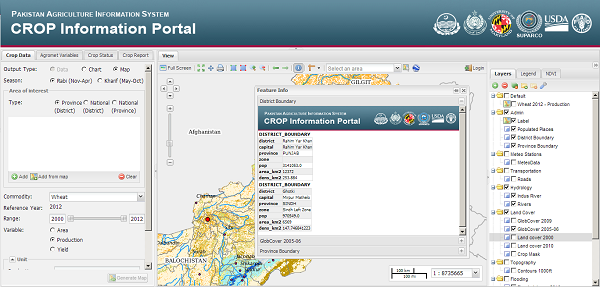 PAKISTAN AGRICULTURE INFORMATION SYSTEM
CROP Information Portal
SUPARCO
USDA
Crop Data
Agromet Variables
Crop Status
Crop Report
View
Output Type:
Data
Chart
Map
Full Screen
Select an area
Login
Season:
Rabi (Nov-Apr)
Kharif (May-Oct)
Area of Interest
Type:
Province (District)
National (District)
National (Province)
Add
Add from map
Clear
Commodity:
Wheat
Reference Year:
2012
Range:
2000
2012
Variable:
Area
Production
Yield
Unit
Generate Map
Afghanistan
Chaman
Surab
BALOCHISTAN
GILGIT
Feature Info
District Boundary
PAKISTAN AGRICULTURE INFORMATION SYSTEM
CROP Information Portal
DISTRICT_BOUNDARY
district Rahim Yar Khan
capital Rahim Yar Khan
province PUNJAB
zone
pop 3141053.0
area_km2 12372
dens_km2 253.884
DISTRICT_BOUNDARY
district Ghotki
capital Mirpur Mathelo
province SINDH
zone Sindh Left Zone
pop 970549.0
area_km2 6569
dens_km2 147.746841223
GlobCover 2005-06
Province Boundary
100 km
100 mi
1 : 8735665
Layers
Legend
NDVI
Default
Wheat 2012 - Production
Admin
Label
Populated Places
District Boundary
Province Boundary
Meteo Stations
MeteoData
Transportation
Roads
Hydrology
Indus River
Rivers
Land Cover
GlobCover 2009
GlobCover 2005-06
Land cover 2000
Land cover 2010
Crop Mask
Topography
Contours 1000ft
Flooding